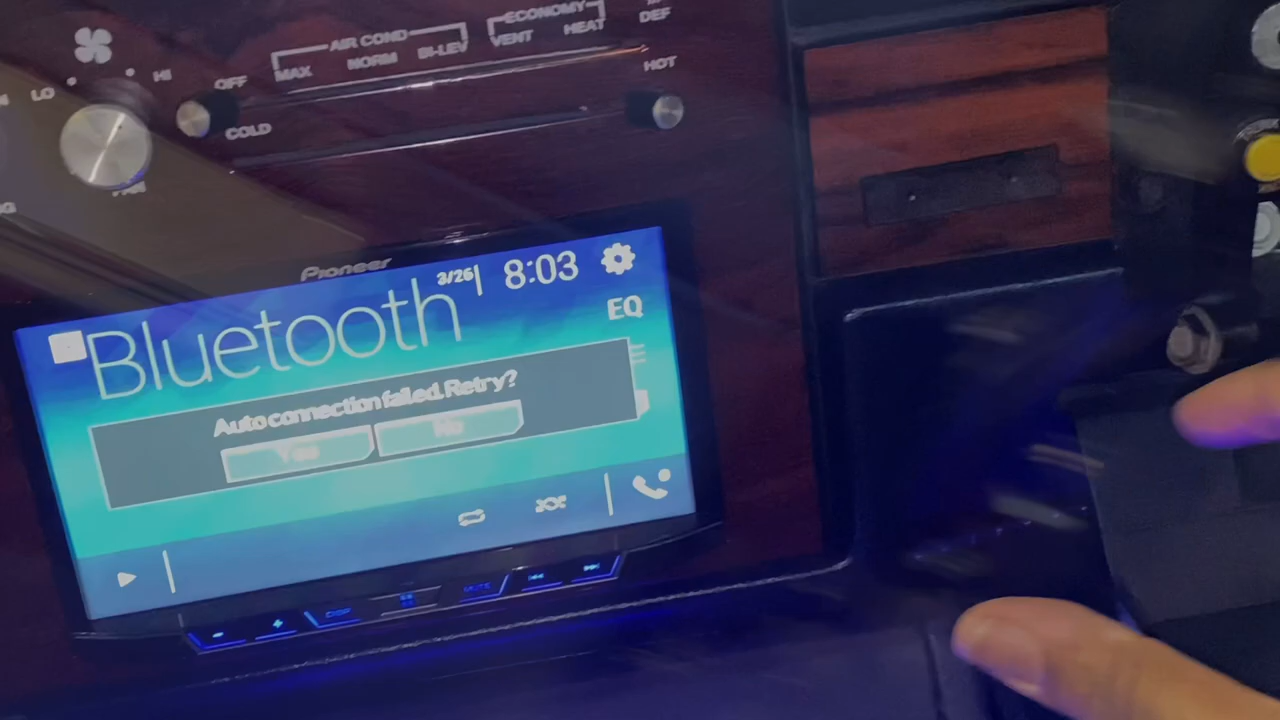 ECONOMY
DEF
AIR COND
VENT
HEAT
MAX
NORM
BI-LEV
HI
OFF
HOT
LO
COLD
Pioneer
3/26
8:03
Bluetooth
EQ
Auto connection failed. Retry?
Yes
No
DISP
MUTE